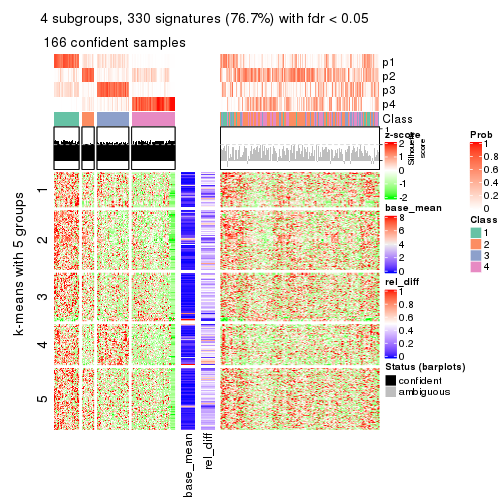 4 subgroups, 330 signatures (76.7%) with fdr < 0.05
166 confident samples
p1
p2
p3
p4
Class
1
Silhouette
score
k-means with 5 groups
1
2
3
4
5
base_mean
rel_diff
z-score
2
1
0
-1
-2
base_mean
8
6
4
2
0
rel_diff
1
0.8
0.6
0.4
0.2
0
Status (barplots)
confident
ambiguous
Prob
1
0.8
0.6
0.4
0.2
0
Class
1
2
3
4